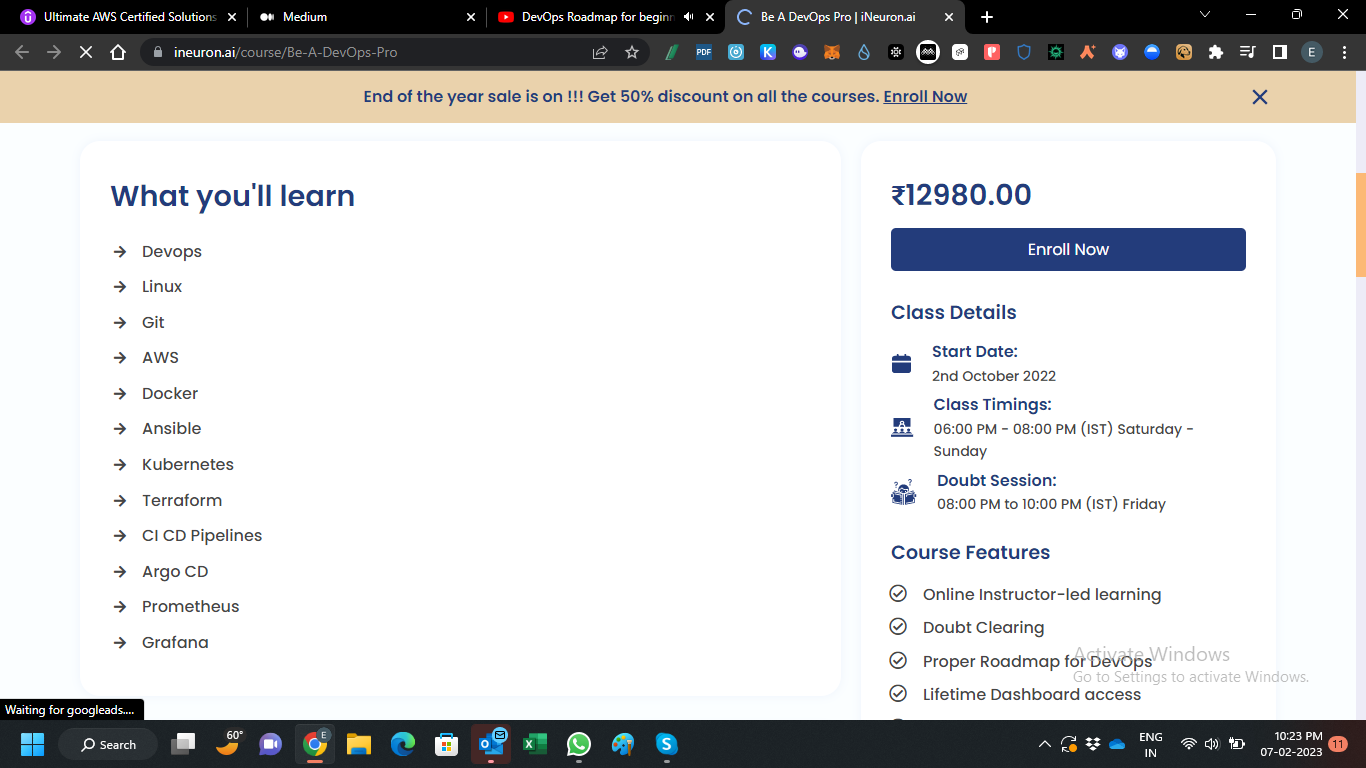 Ultimate AWS Certified Solutions
Medium
DevOps Roadmap for beginn
Be A DevOps Pro | iNeuron.ai
ineuron.ai/course/Be-A-DevOps-Pro
PDF
E
End of the year sale is on !!! Get 50% discount on all the courses. Enroll Now
What you'll learn
Devops
Linux
Git
AWS
Docker
Ansible
Kubernetes
Terraform
CI CD Pipelines
Argo CD
Prometheus
Grafana
₹12980.00
Enroll Now
Class Details
Start Date:
2nd October 2022
Class Timings:
06:00 PM - 08:00 PM (IST) Saturday -
Sunday
Doubt Session:
08:00 PM to 10:00 PM (IST) Friday
Course Features
Online Instructor-led learning
Doubt Clearing
Proper Roadmap for DevOps
Lifetime Dashboard access
Activate Windows
Go to Settings to activate Windows.
Waiting for googleads....
Search
60°
E
ENG
IN
10:23 PM
07-02-2023
11